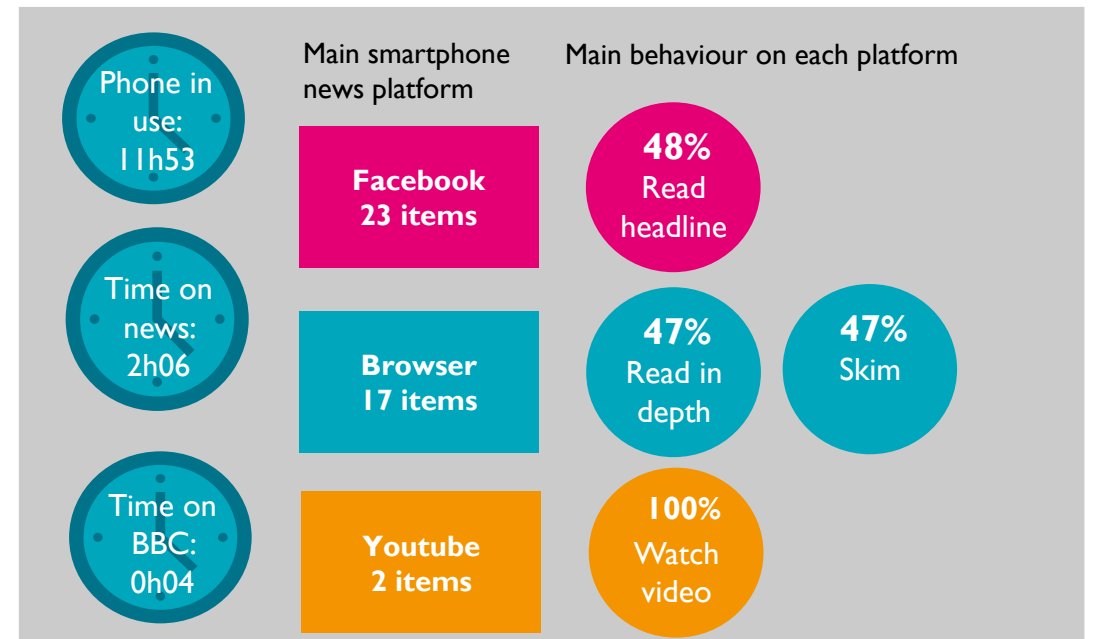 Phone in
use:
11h53
Time on
news:
2h06
Time on
BBC:
0h04
Main smartphone
news platform
Main behaviour on each platform
Facebook
23 items
48%
Read
headline
Browser
17 items
47%
Read in
depth
47%
Skim
Youtube
2 items
100%
Watch
video